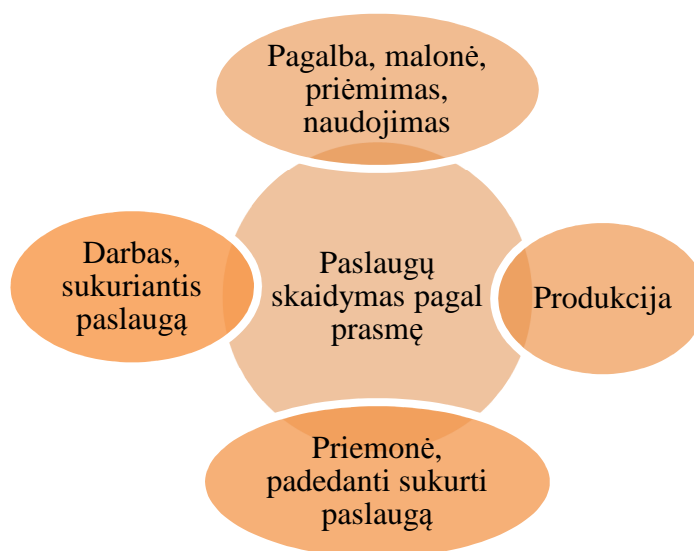 Pagalba, malonė,
priėmimas,
naudojimas
Darbas,
sukuriantis
paslaugą
Paslaugų
skaidymas pagal
prasmę
Produkcija
Priemonė,
padedanti sukurti
paslaugą